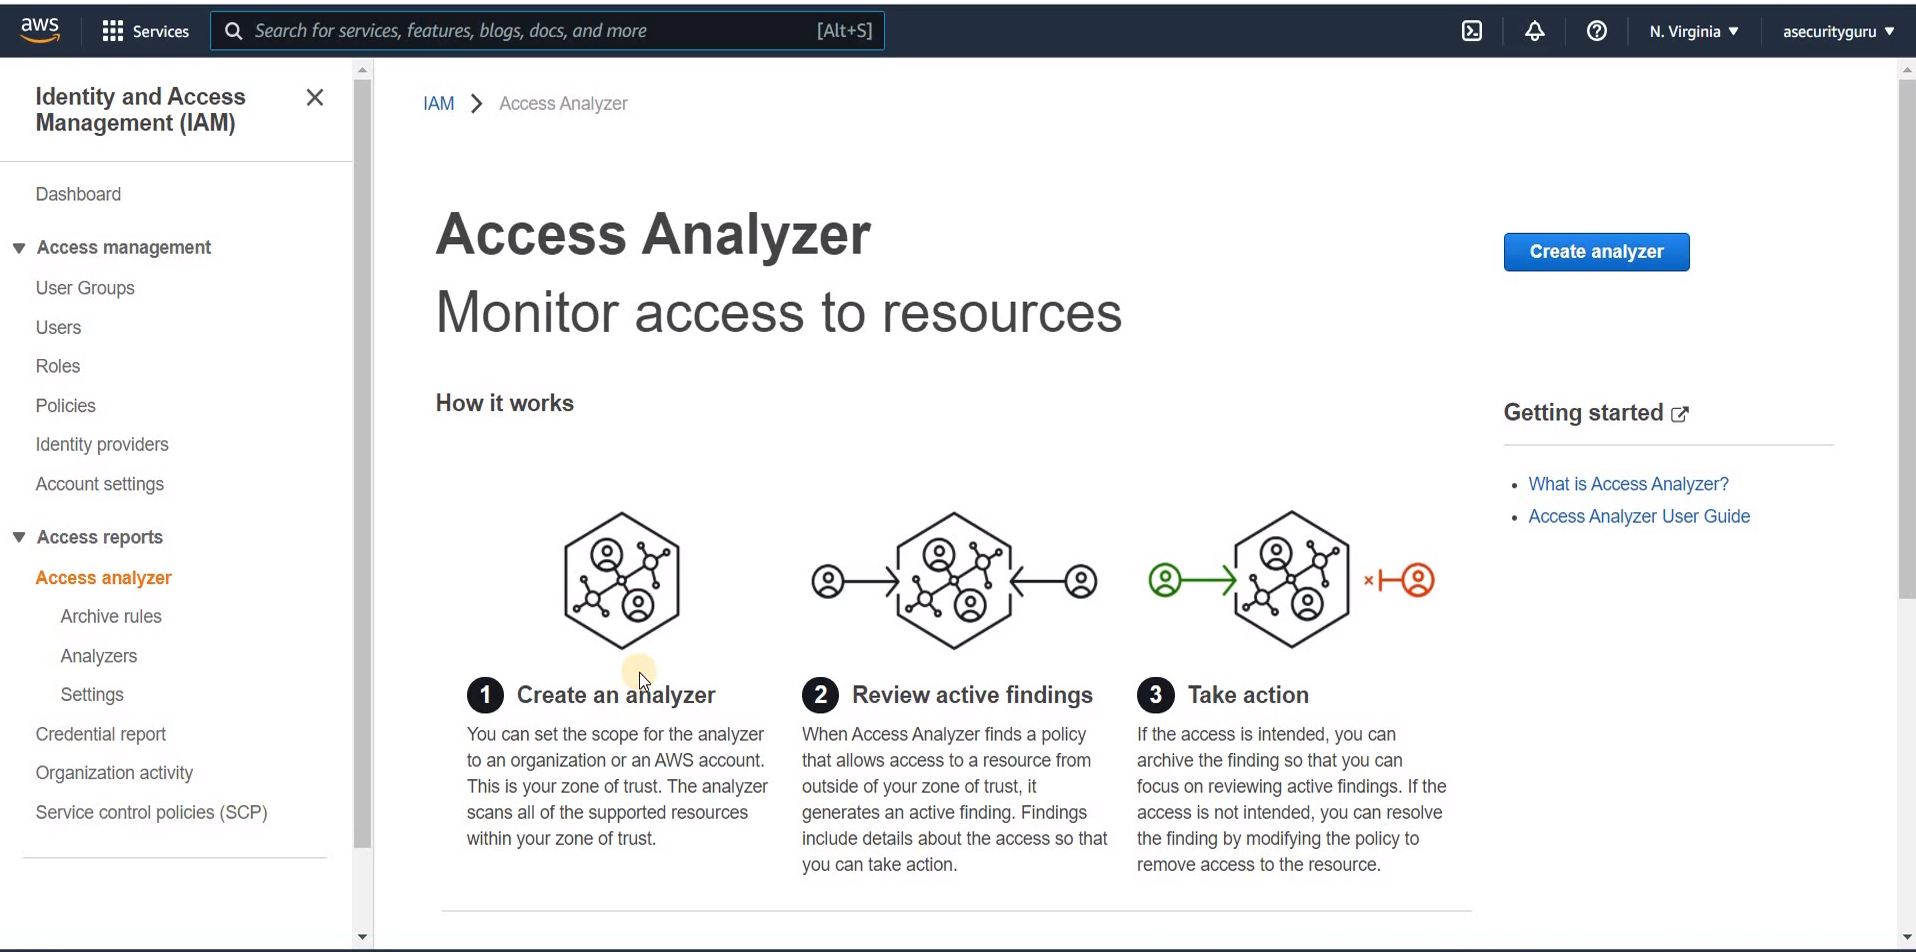 aws
Services
Search for services, features, blogs, docs, and more
[Alt+S]
N. Virginia
asecurityguru
Identity and Access
Management (IAM)
Dashboard
Access management
User Groups
Users
Roles
Policies
Identity providers
Account settings
Access reports
Access analyzer
Archive rules
Analyzers
Settings
Credential report
Organization activity
Service control policies (SCP)
IAM
Access Analyzer
Access Analyzer
Monitor access to resources
Create analyzer
How it works
Getting started
What is Access Analyzer?
Access Analyzer User Guide
1 Create an analyzer
You can set the scope for the analyzer
to an organization or an AWS account.
This is your zone of trust. The analyzer
scans all of the supported resources
within your zone of trust.
2 Review active findings
When Access Analyzer finds a policy
that allows access to a resource from
outside of your zone of trust, it
generates an active finding. Findings
include details about the access so that
you can take action.
3 Take action
If the access is intended, you can
archive the finding so that you can
focus on reviewing active findings. If the
access is not intended, you can resolve
the finding by modifying the policy to
remove access to the resource.